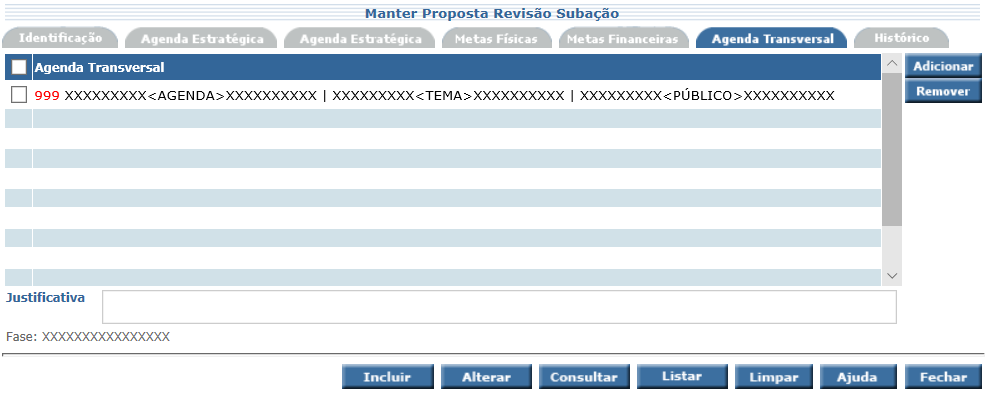 Manter Proposta Revisão Subação
Identificação Agenda Estratégica Agenda Estratégica Metas Físicas Metas Financeiras Agenda Transversal Histórico
Agenda Transversal Adicionar
Remover
999 XXXXXXXXX<AGENDA>XXXXXXXXXX | XXXXXXXXX<TEMA>XXXXXXXXXX | XXXXXXXXX<PÚBLICO>XXXXXXXXXX
Justificativa
Fase: XXXXXXXXXXXXXXXX
Incluir Alterar Consultar Listar Limpar Ajuda Fechar